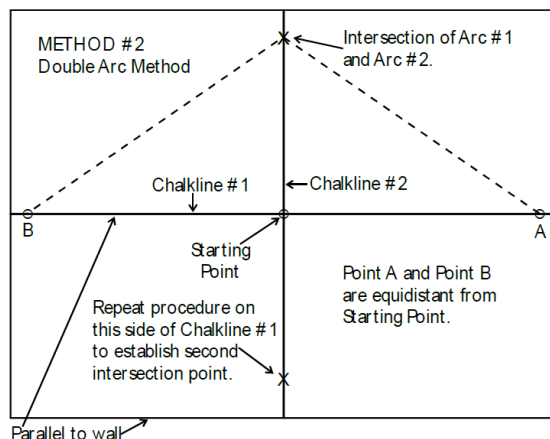 METHOD #2
Double Arc Method
X
Intersection of Arc #1
and Arc #2.
Chalkline #1
Chalkline #2
B
A
Starting
Point
Point A and Point B
are equidistant from
Starting Point.
Repeat procedure on
this side of Chalkline #1
to establish second
intersection point.
X
Parallel to wall